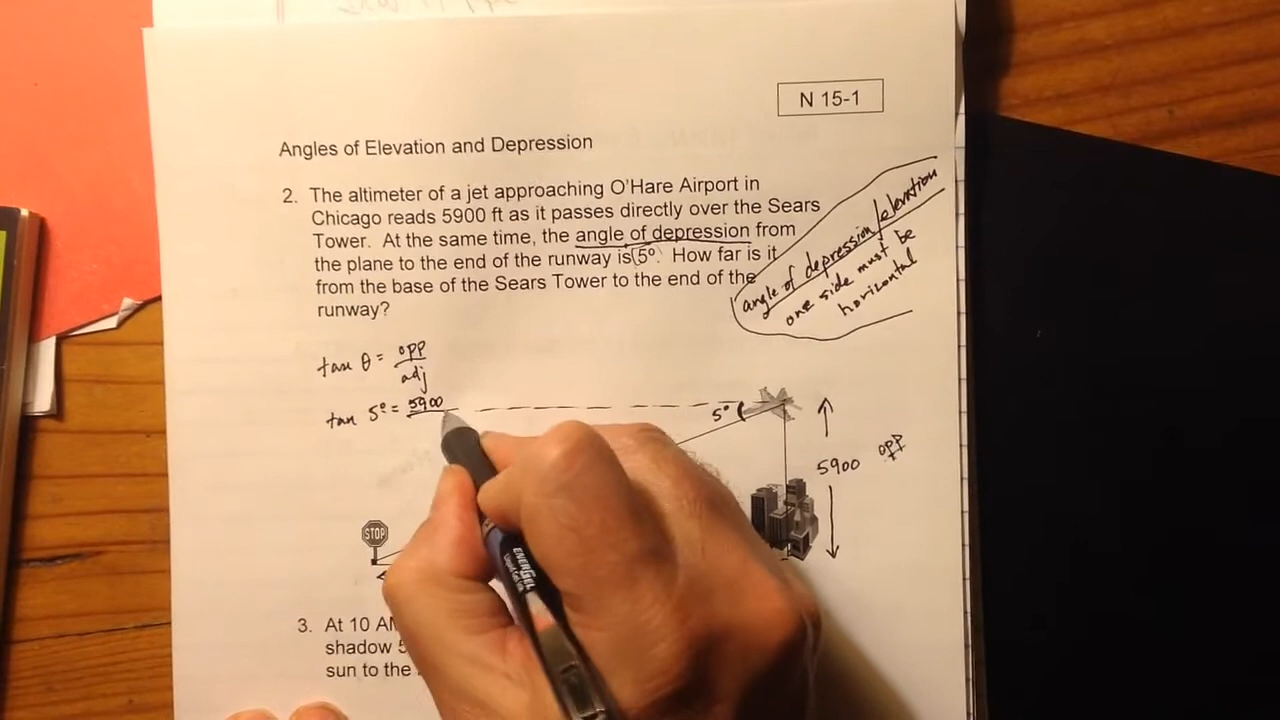 N 15-1
Angles of Elevation and Depression
2. The altimeter of a jet approaching O'Hare Airport in
Chicago reads 5900 ft as it passes directly over the Sears
Tower. At the same time, the angle of depression from
the plane to the end of the runway is 5°. How far is it
from the base of the Sears Tower to the end of the
runway?
angle of depression/elevation
one side must be
horizontal
tan θ = opp
adj
tan 5° = 5900
5°
5900
opp
STOP
ENERGEL
3. At 10 AM
shadow 5
sun to the